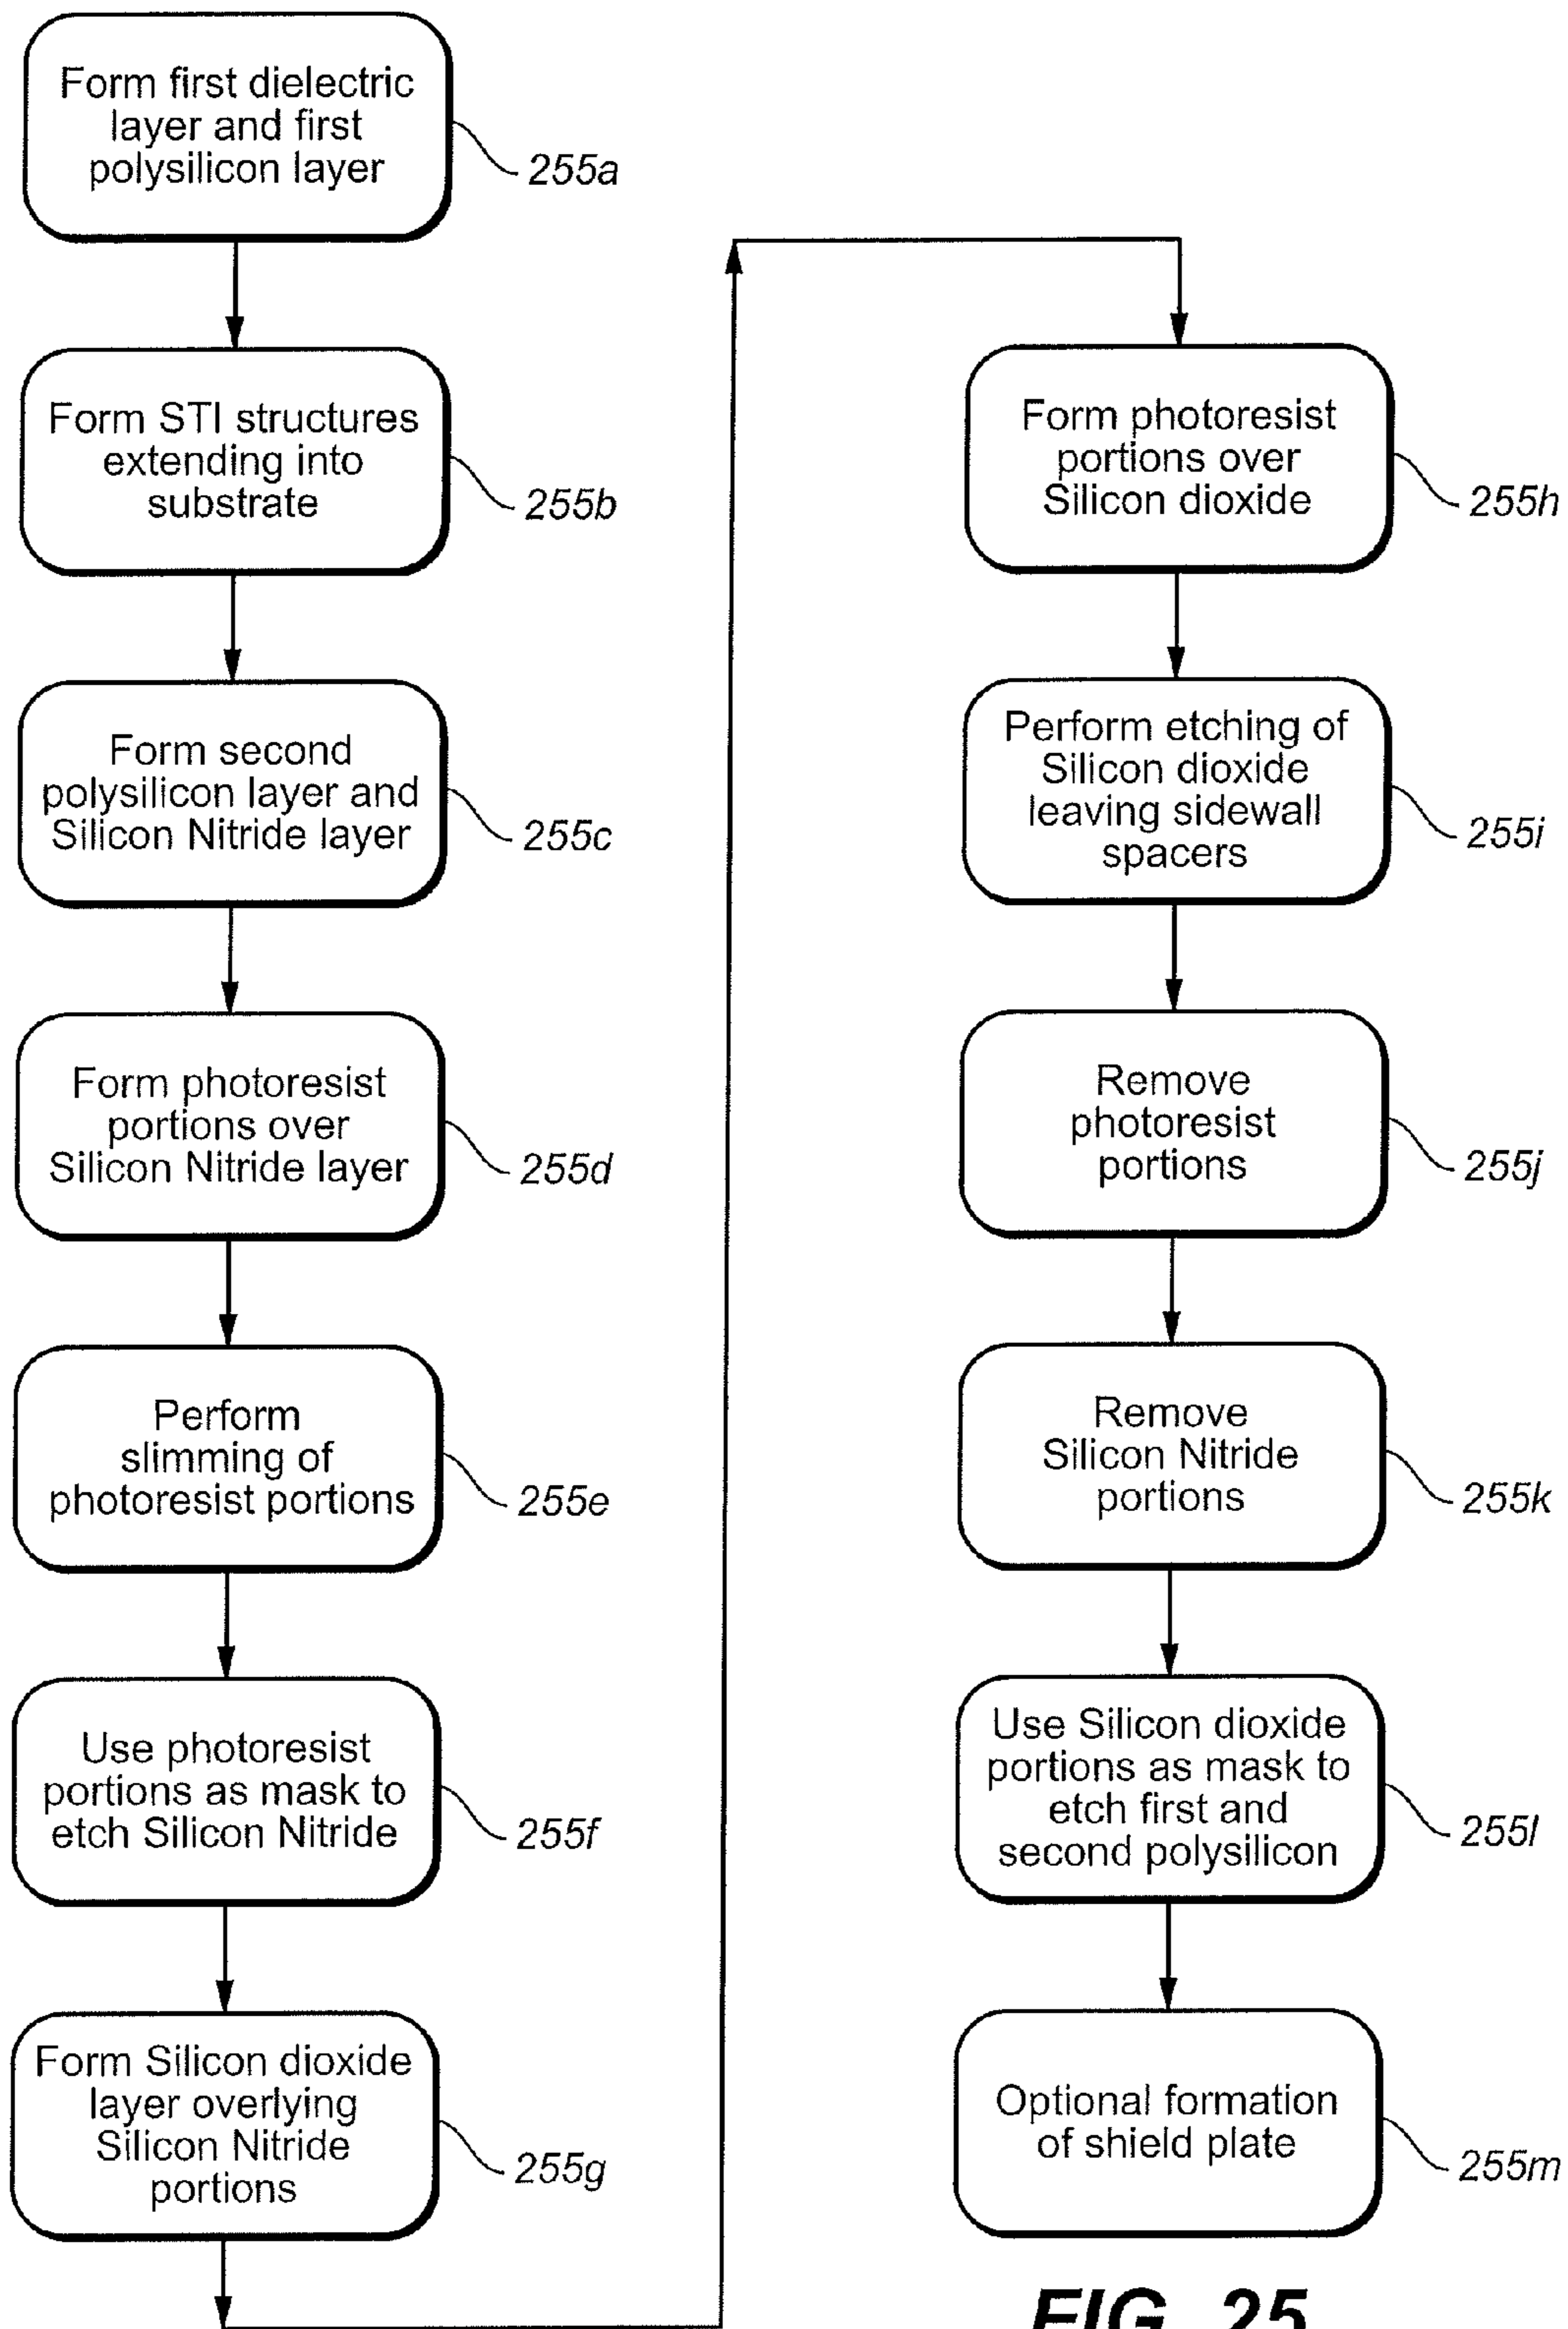 Form first dielectric
layer and first
polysilicon layer
255a
Form STI structures
extending into
substrate
255b
Form second
polysilicon layer and
Silicon Nitride layer
255c
Form photoresist
portions over
Silicon Nitride layer
255d
Perform
slimming of
photoresist portions
255e
Use photoresist
portions as mask to
etch Silicon Nitride
255f
Form Silicon dioxide
layer overlying
Silicon Nitride
portions
255g
Form photoresist
portions over
Silicon dioxide
255h
Perform etching of
Silicon dioxide
leaving sidewall
spacers
255i
Remove
photoresist
portions
255j
Remove
Silicon Nitride
portions
255k
Use Silicon dioxide
portions as mask to
etch first and
second polysilicon
255l
Optional formation
of shield plate
255m
FIG. 25